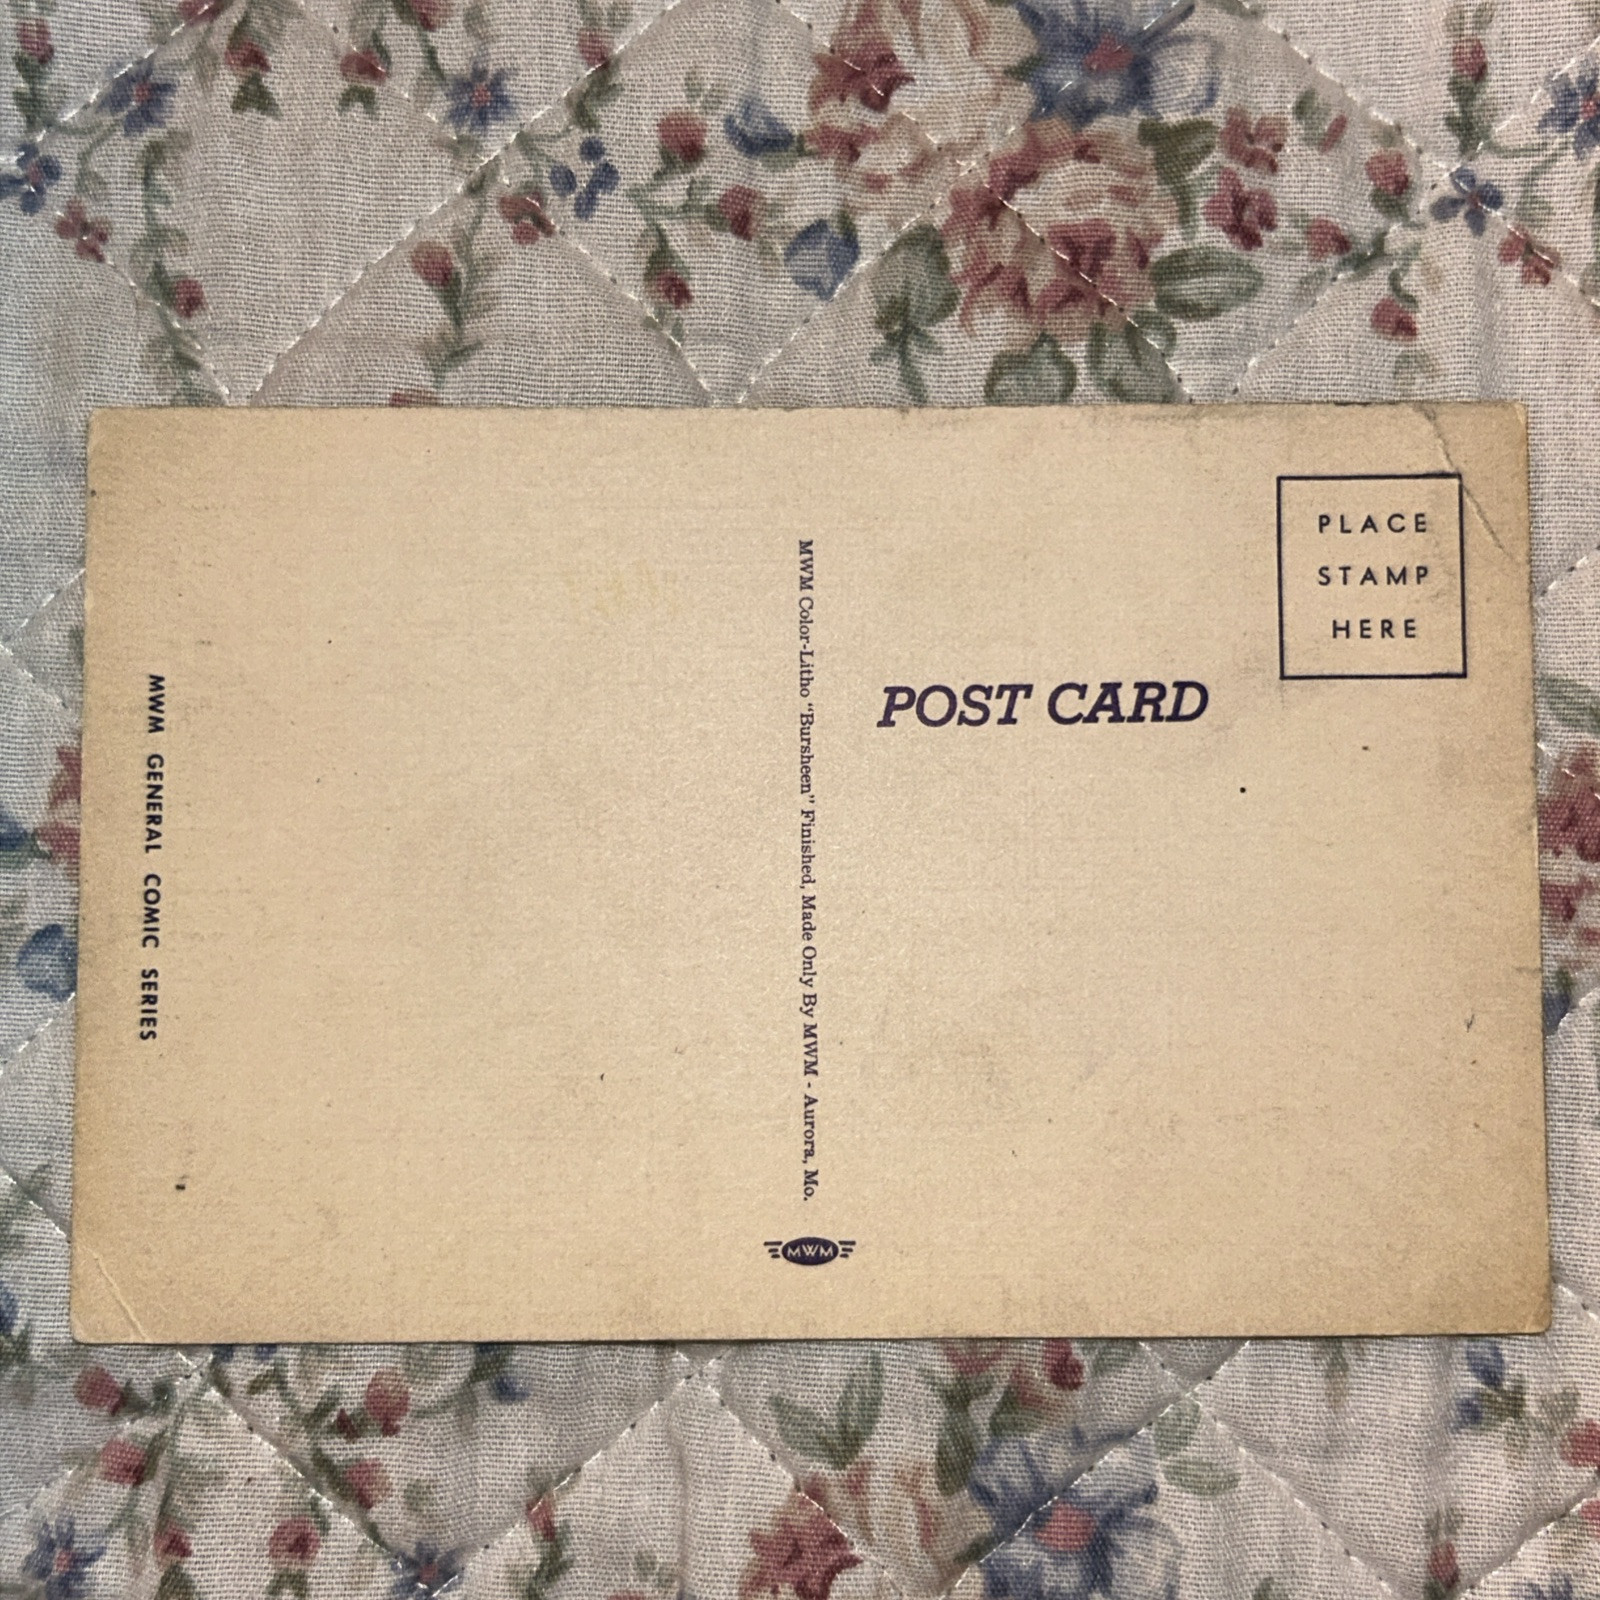 PLACE
STAMP
HERE
POST CARD
MWM Color-Litho "Bursheen" Finished, Made Only By MWM - Aurora, Mo.
MWM GENERAL COMIC SERIES
MWM